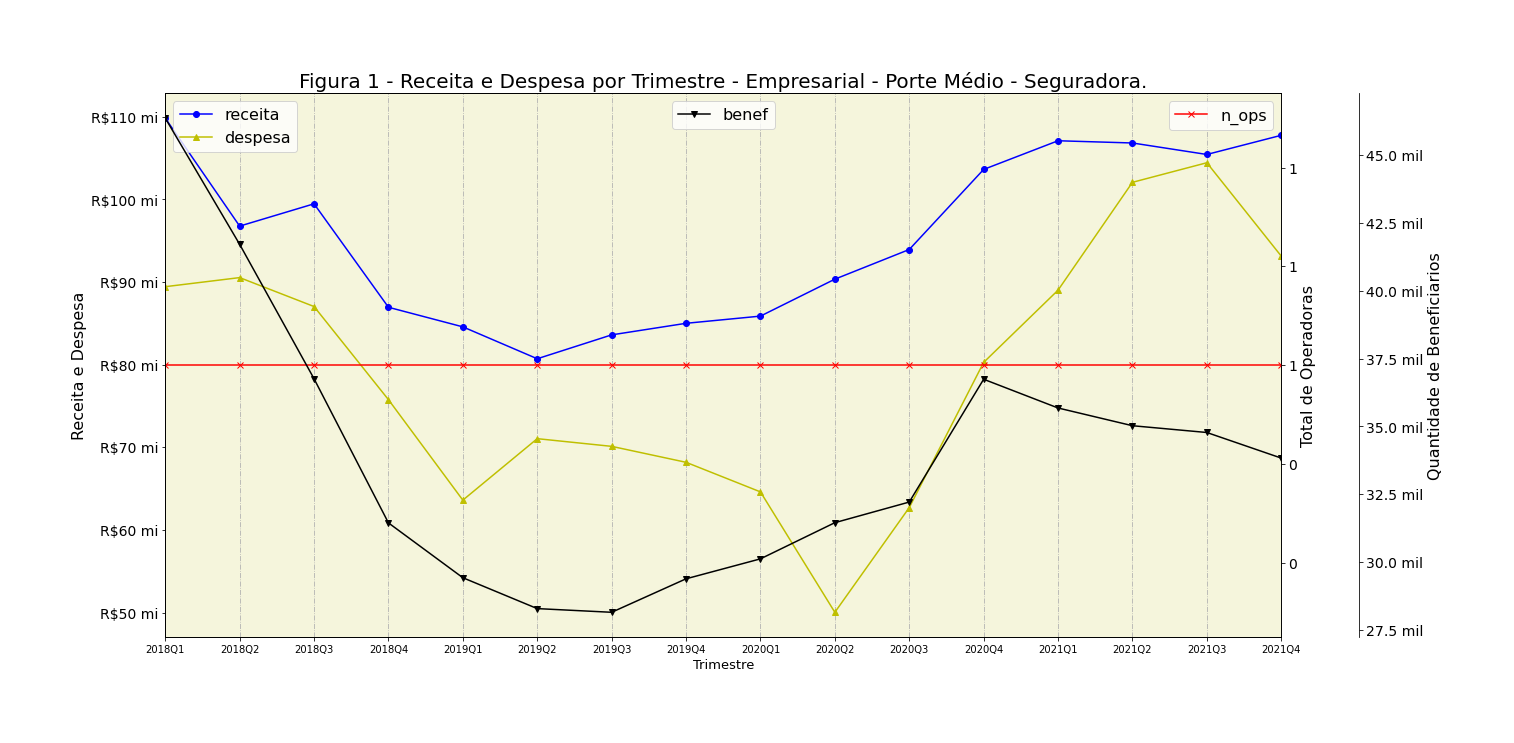 Figura 1 - Receita e Despesa por Trimestre - Empresarial - Porte Médio - Seguradora.
receita
despesa
benef
n_ops
Receita e Despesa
R$110 mi
R$100 mi
R$90 mi
R$80 mi
R$70 mi
R$60 mi
R$50 mi
1
1
1
0
0
Total de Operadoras
45.0 mil
42.5 mil
40.0 mil
37.5 mil
35.0 mil
32.5 mil
30.0 mil
27.5 mil
Quantidade de Beneficiarios
2018Q1 2018Q2 2018Q3 2018Q4 2019Q1 2019Q2 2019Q3 2019Q4 2020Q1 2020Q2 2020Q3 2020Q4 2021Q1 2021Q2 2021Q3 2021Q4
Trimestre